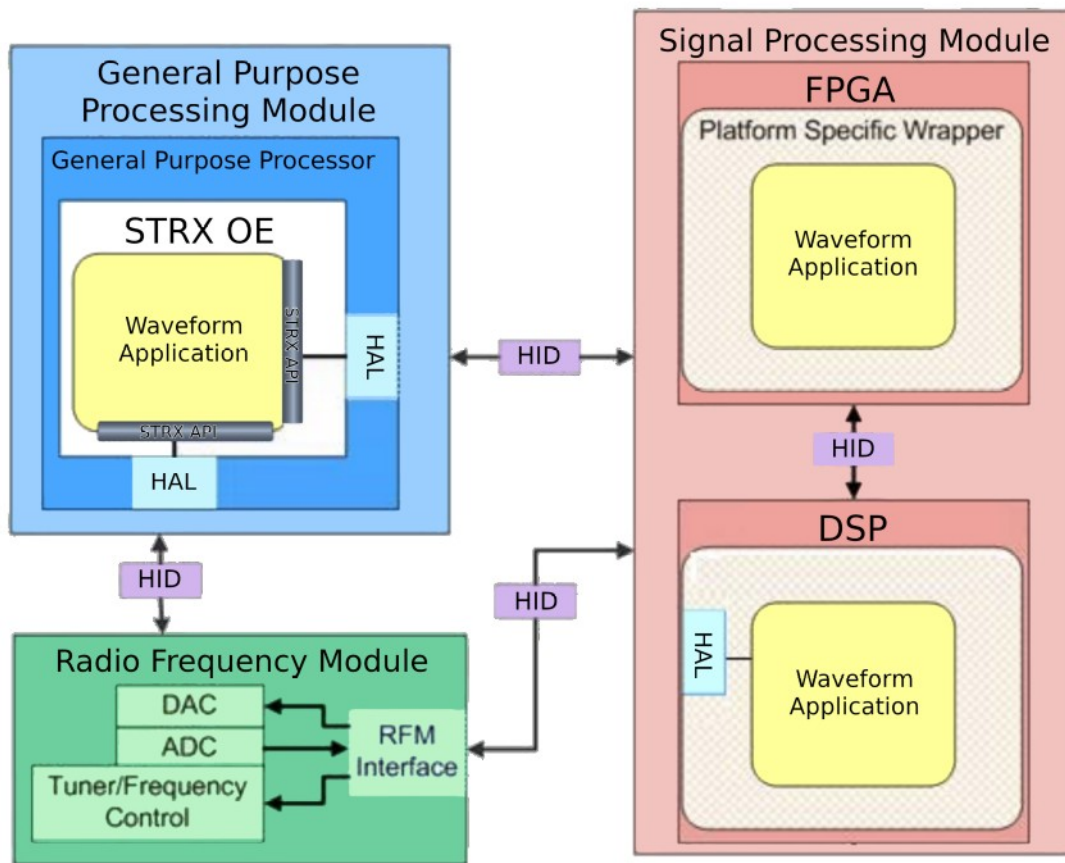 General Purpose
Processing Module
General Purpose Processor
STRX OE
Waveform
Application
STRX API
HAL
STRX API
HAL
HID
HID
Signal Processing Module
FPGA
Platform Specific Wrapper
Waveform
Application
HID
DSP
HAL
Waveform
Application
HID
Radio Frequency Module
DAC
ADC
Tuner/Frequency
Control
RFM
Interface